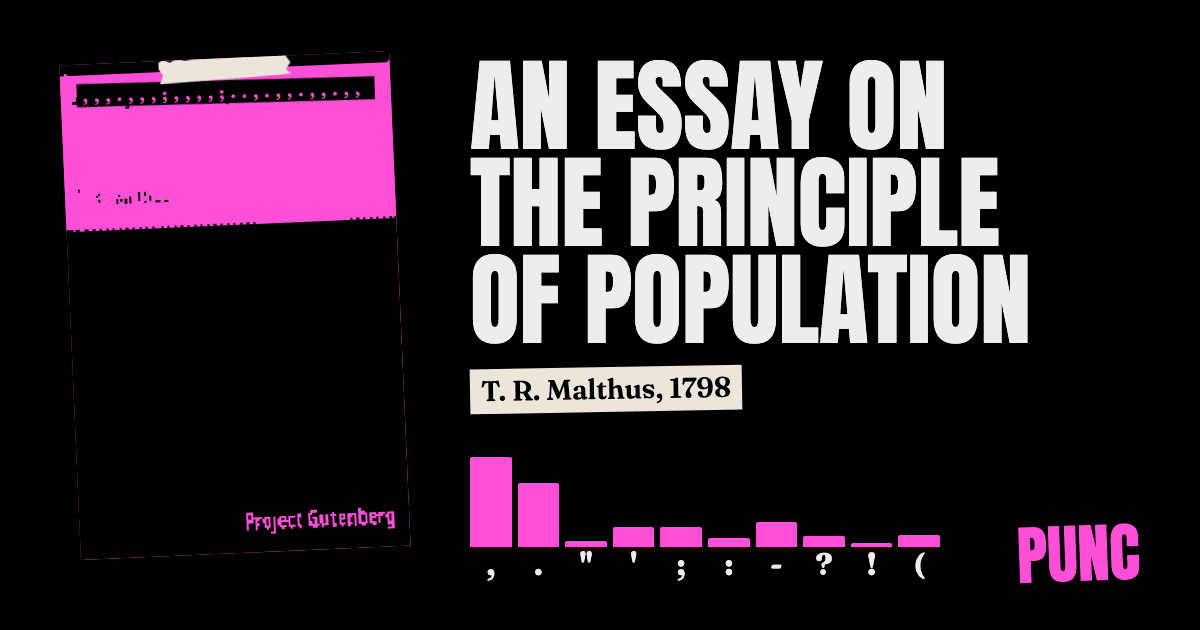 , , , . , , , ; , , , , ; . . , . , , . , , . , ,
Project Gutenberg
AN ESSAY ON
THE PRINCIPLE
OF POPULATION
T. R. Malthus, 1798
, . " ' ; : - ? ! (
PUNC